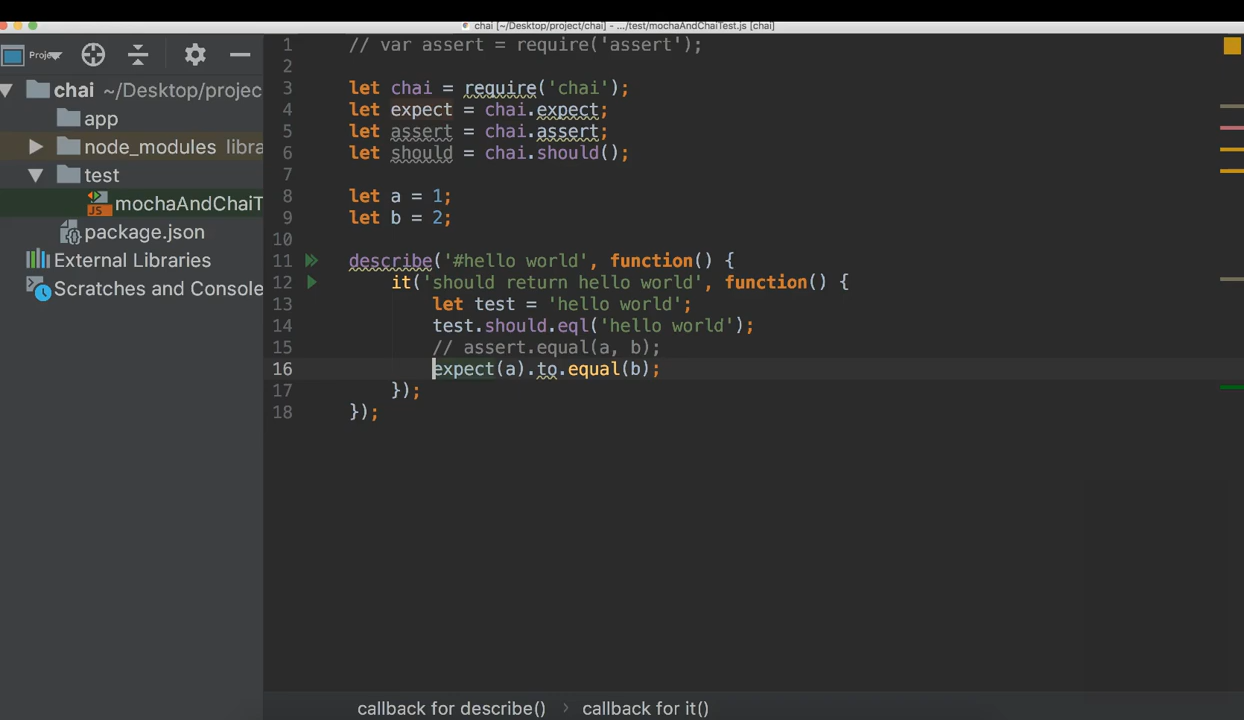 chai [~/Desktop/project/chai] - .../test/mochaAndChaiTest.js [chai]
chai ~/Desktop/projec
app
node_modules libra
test
JS mochaAndChaiT
package.json
External Libraries
Scratches and Console
1 // var assert = require('assert');
2
3 let chai = require('chai');
4 let expect = chai.expect;
5 let assert = chai.assert;
6 let should = chai.should();
7
8 let a = 1;
9 let b = 2;
10
11 describe('#hello world', function() {
12 it('should return hello world', function() {
13 let test = 'hello world';
14 test.should.eql('hello world');
15 // assert.equal(a, b);
16 expect(a).to.equal(b);
17 });
18 });
callback for describe() › callback for it()